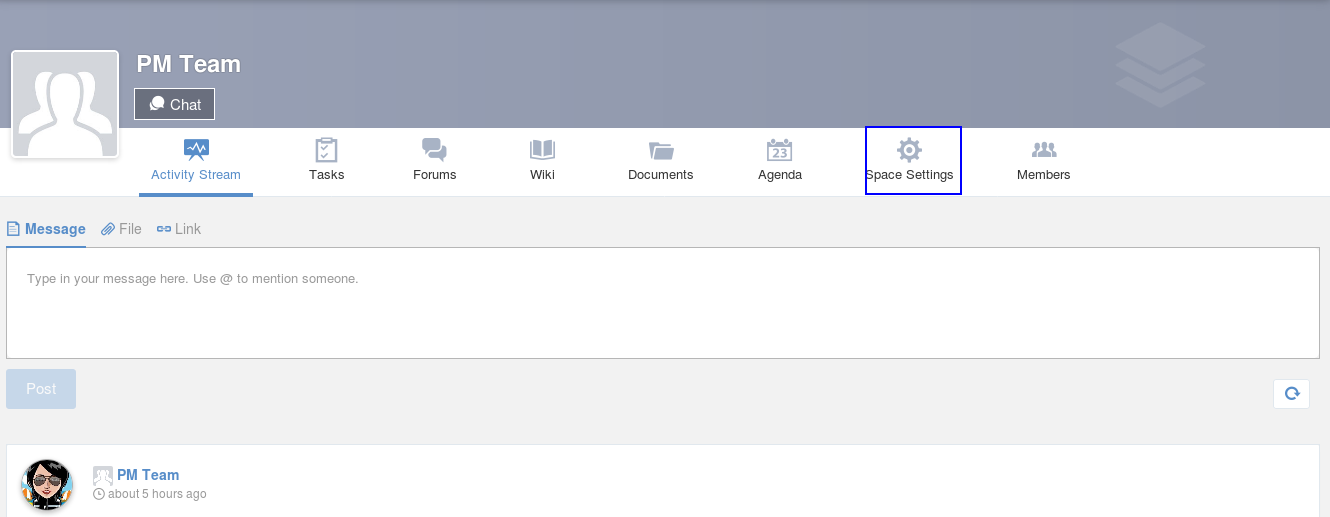 PM Team
Chat
Activity Stream Tasks Forums Wiki Documents 23 Agenda Space Settings Members
Message File Link
Type in your message here. Use @ to mention someone.
Post
PM Team
about 5 hours ago